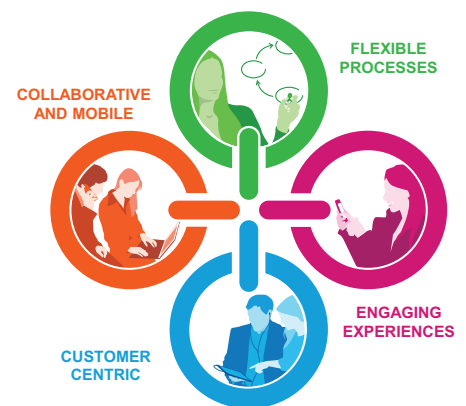 FLEXIBLE
PROCESSES
COLLABORATIVE
AND MOBILE
ENGAGING
EXPERIENCES
CUSTOMER
CENTRIC